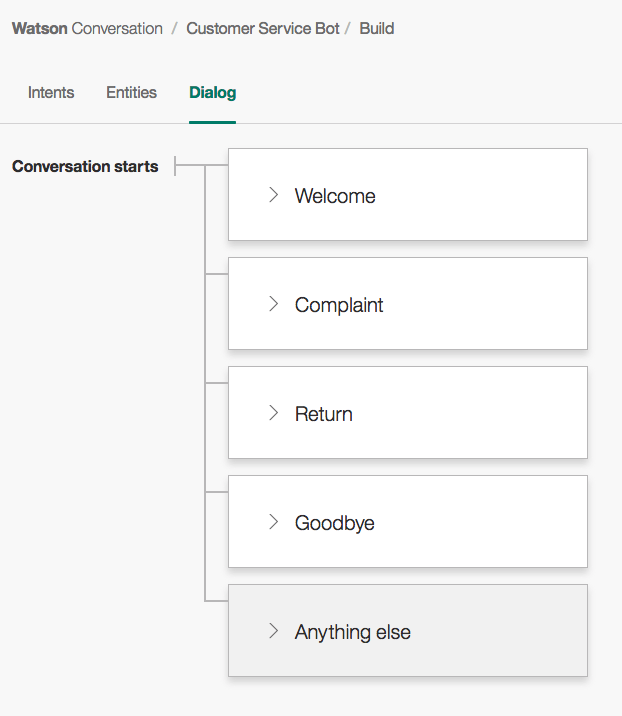 Watson Conversation / Customer Service Bot / Build
Intents Entities Dialog
Conversation starts
Welcome
Complaint
Return
Goodbye
Anything else